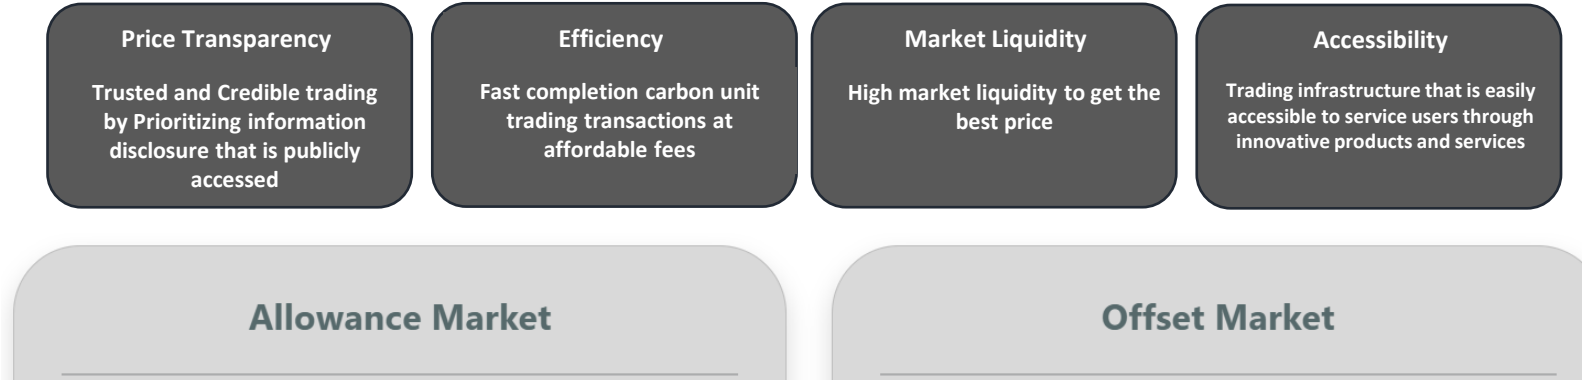 Price Transparency
Trusted and Credible trading
by Prioritizing information
disclosure that is publicly
accessed
Efficiency
Fast completion carbon unit
trading transactions at
affordable fees
Market Liquidity
High market liquidity to get the
best price
Accessibility
Trading infrastructure that is easily
accessible to service users through
innovative products and services
Allowance Market
Offset Market